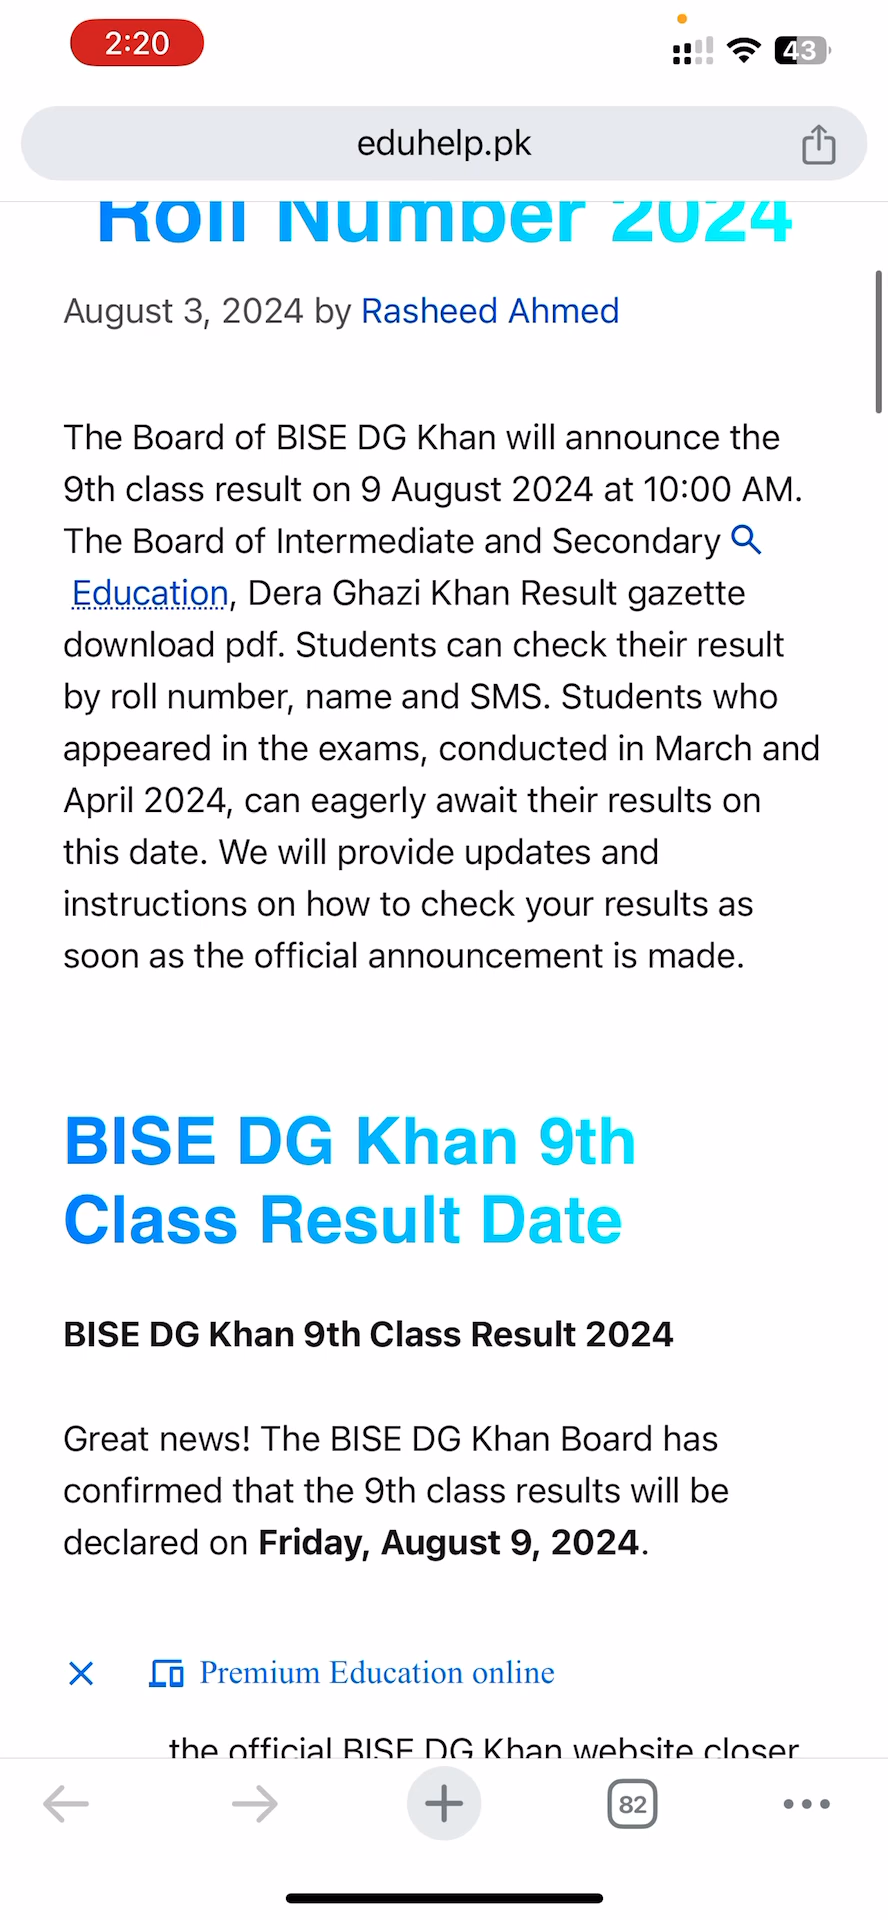 2:20
43
eduhelp.pk
Roll Number 2024
August 3, 2024 by Rasheed Ahmed
The Board of BISE DG Khan will announce the
9th class result on 9 August 2024 at 10:00 AM.
The Board of Intermediate and Secondary
Education, Dera Ghazi Khan Result gazette
download pdf. Students can check their result
by roll number, name and SMS. Students who
appeared in the exams, conducted in March and
April 2024, can eagerly await their results on
this date. We will provide updates and
instructions on how to check your results as
soon as the official announcement is made.
BISE DG Khan 9th
Class Result Date
BISE DG Khan 9th Class Result 2024
Great news! The BISE DG Khan Board has
confirmed that the 9th class results will be
declared on Friday, August 9, 2024.
Premium Education online
the official BISE DG Khan website closer
82